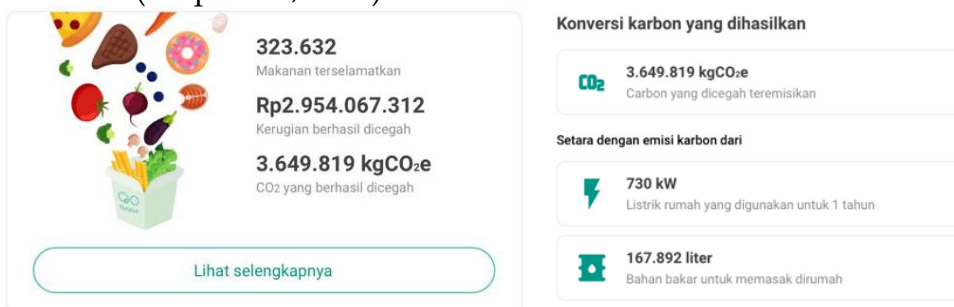 323.632
Makanan terselamatkan
Rp2.954.067.312
Kerugian berhasil dicegah
3.649.819 kgCO₂e
CO₂ yang berhasil dicegah
Lihat selengkapnya
Konversi karbon yang dihasilkan
CO₂
3.649.819 kgCO₂e
Carbon yang dicegah teremisikan
Setara dengan emisi karbon dari
730 kW
Listrik rumah yang digunakan untuk 1 tahun
167.892 liter
Bahan bakar untuk memasak dirumah